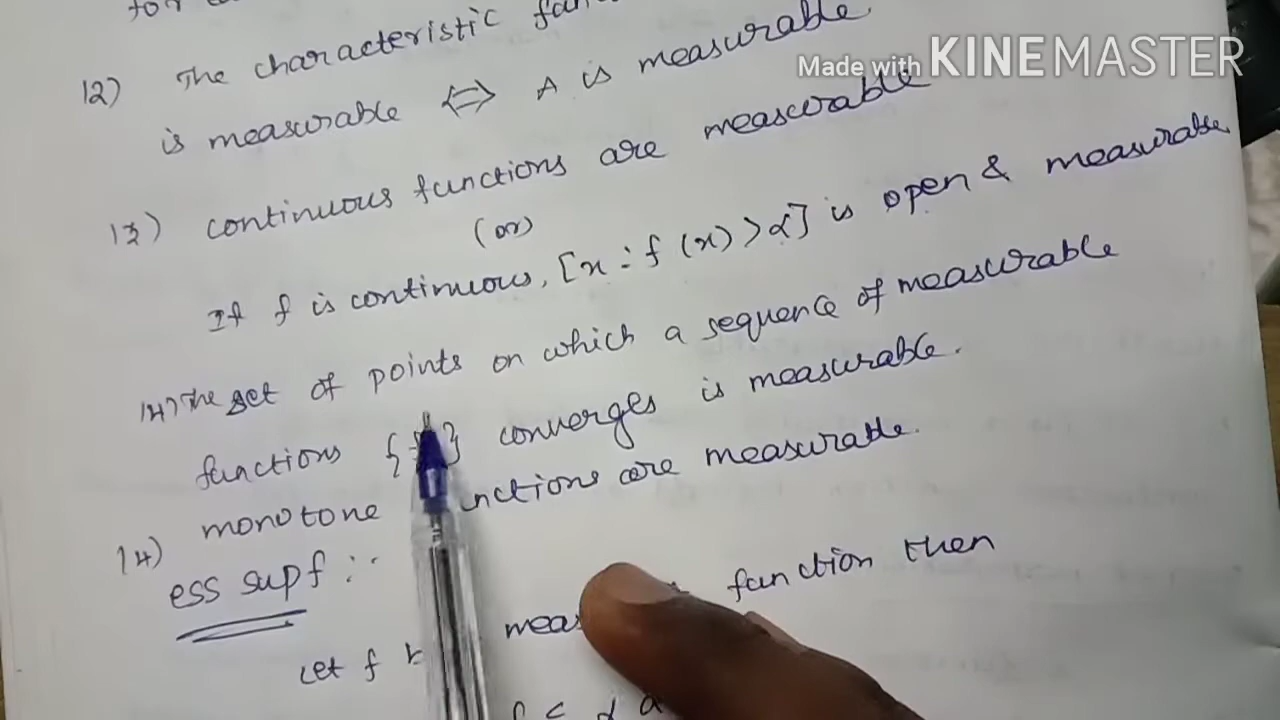 for
12) The characteristic
is measurable ⇔ A is measurable
13) continuous functions are measurable
(or)
If f is continuous, [x : f (x) > α] is open & measurable
14) The set of points on which a sequence of measurable
functions { } converges is measurable.
14) monotone functions are measurable.
ess sup f :-
Let f function then
Made with KINEMASTER